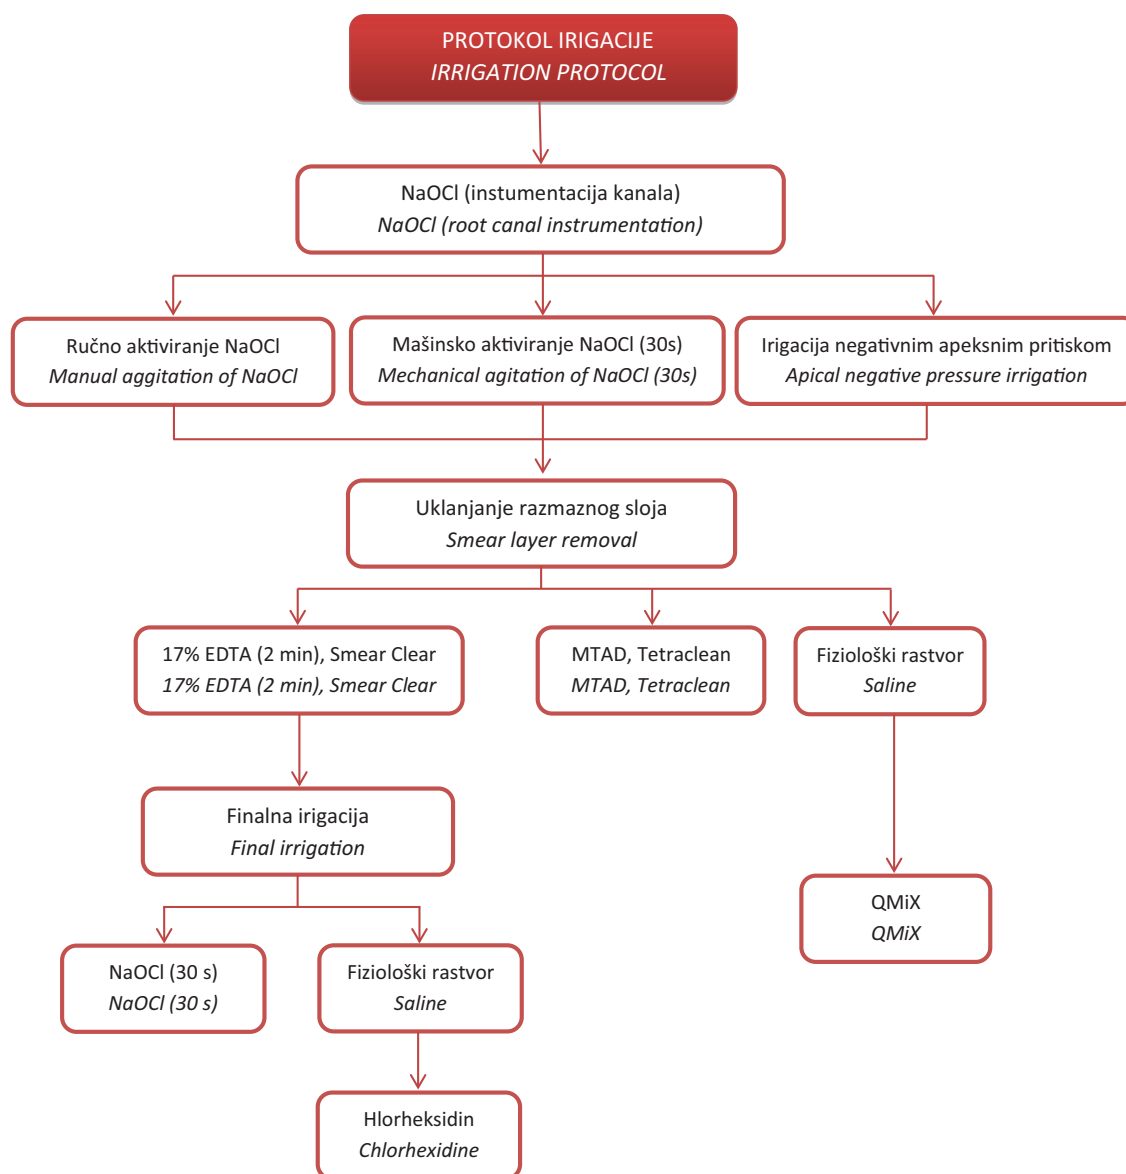 PROTOKOL IRIGACIJE
IRRIGATION PROTOCOL
NaOCl (instumentacija kanala)
NaOCl (root canal instrumentation)
Ručno aktiviranje NaOCl
Manual aggitation of NaOCl
Mašinsko aktiviranje NaOCl (30s)
Mechanical agitation of NaOCl (30s)
Irigacija negativnim apeksnim pritiskom
Apical negative pressure irrigation
Uklanjanje razmaznog sloja
Smear layer removal
17% EDTA (2 min), Smear Clear
17% EDTA (2 min), Smear Clear
MTAD, Tetraclean
MTAD, Tetraclean
Fiziološki rastvor
Saline
Finalna irigacija
Final irrigation
QMiX
QMiX
NaOCl (30 s)
NaOCl (30 s)
Fiziološki rastvor
Saline
Hlorheksidin
Chlorhexidine